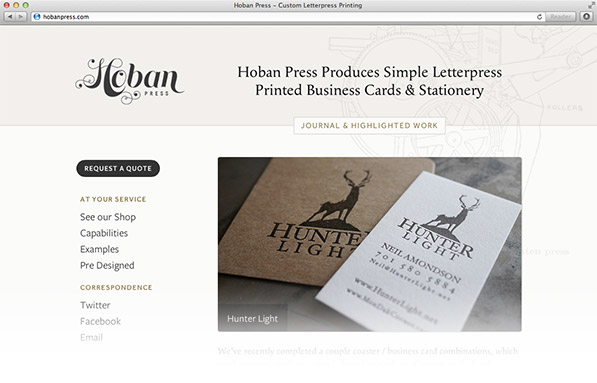 Hoban Press – Custom Letterpress Printing
hobanpress.com
Reader
Hoban
PRESS
Hoban Press Produces Simple Letterpress
Printed Business Cards & Stationery
ROLLERS
JOURNAL & HIGHLIGHTED WORK
REQUEST A QUOTE
AT YOUR SERVICE
See our Shop
Capabilities
Examples
Pre Designed
CORRESPONDENCE
Twitter
Facebook
Email
HUNTER
LIGHT
HUNTER
LIGHT
NEILAMONDSON
701 580 5884
Neil@HunterLight.net
www.HunterLight.net
Hunter Light
We've recently completed a couple coaster / business card combinations, which